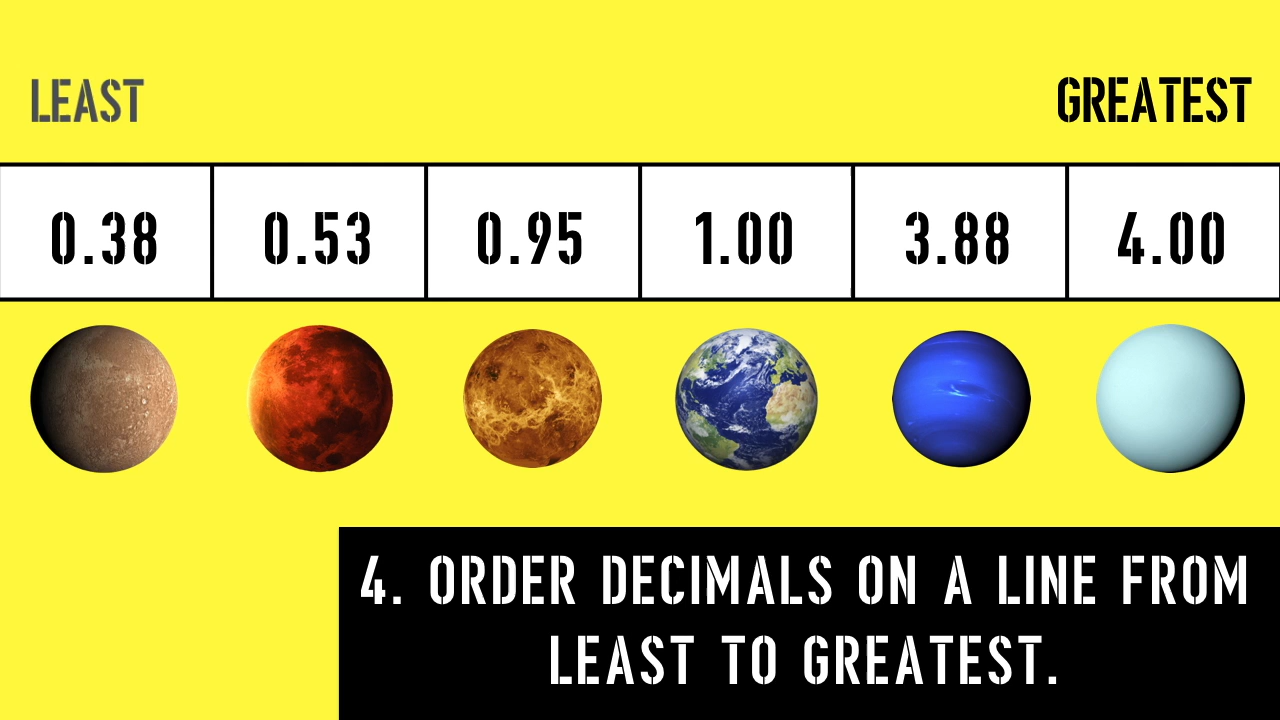 LEAST GREATEST
0.38 0.53 0.95 1.00 3.88 4.00
4. ORDER DECIMALS ON A LINE FROM
LEAST TO GREATEST.